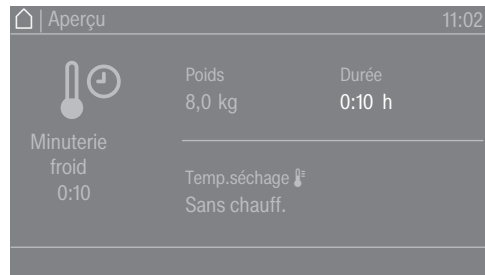 | Aperçu 11:02
Poids Durée
8,0 kg 0:10 h
Minuterie
froid
0:10
Temp.séchage
Sans chauff.